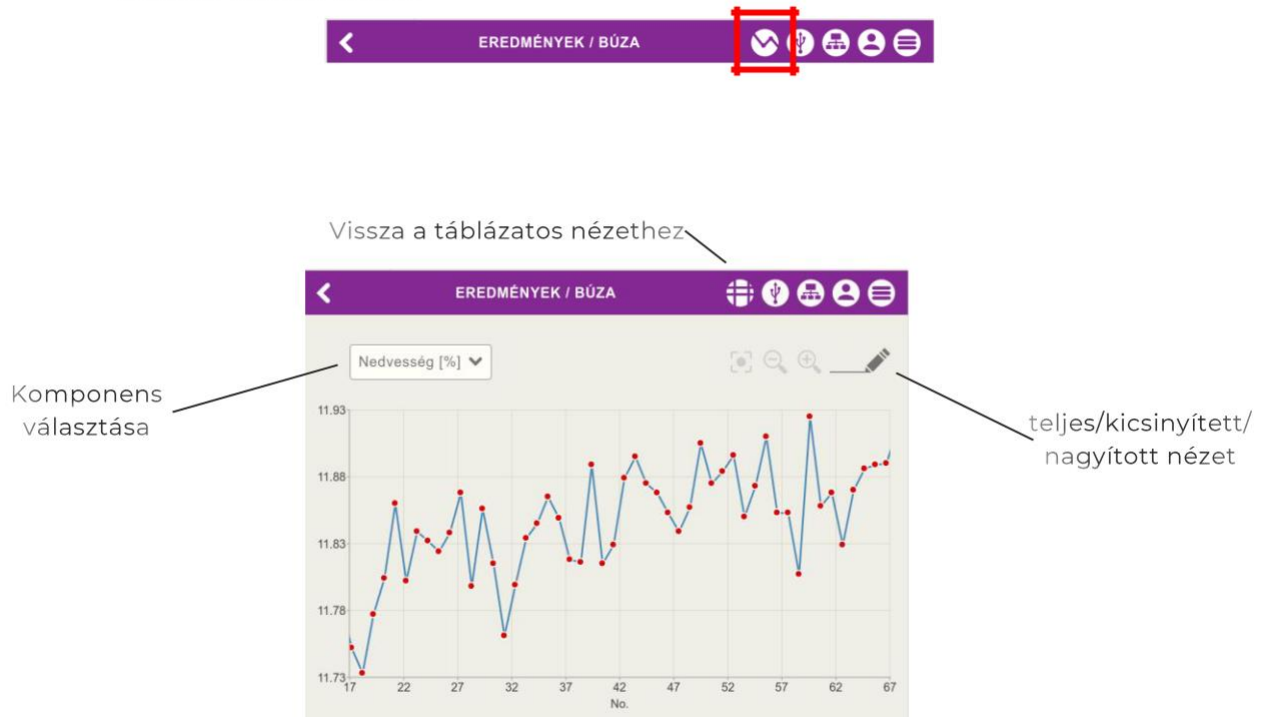 EREDMÉNYEK / BÚZA
Vissza a táblázatos nézethez
EREDMÉNYEK / BÚZA
Nedvesség [%]
Komponens
választása
teljes/kicsinyített/
nagyított nézet
11.93
11.88
11.83
11.78
11.73
17 22 27 32 37 42 47 52 57 62 67
No.